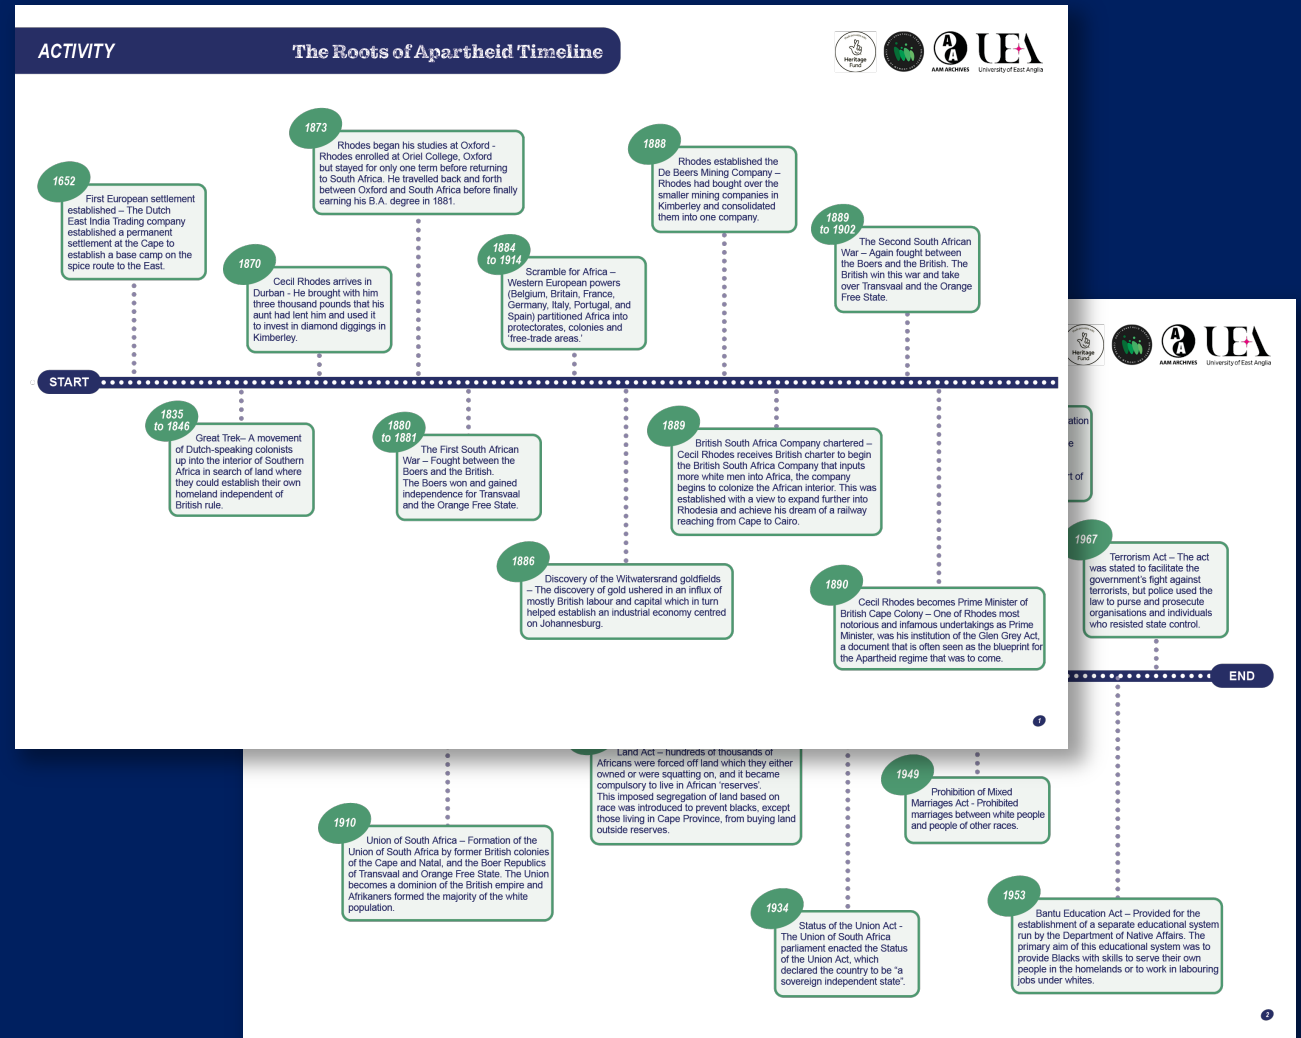 ACTIVITY
The Roots of Apartheid Timeline
Heritage
Fund
AAM ARCHIVES
UEA
University of East Anglia
1652
First European settlement
established – The Dutch
East India Trading company
established a permanent
settlement at the Cape to
establish a base camp on the
spice route to the East.
1873
Rhodes began his studies at Oxford -
Rhodes enrolled at Oriel College, Oxford
but stayed for only one term before returning
to South Africa. He travelled back and forth
between Oxford and South Africa before finally
earning his B.A. degree in 1881.
1870
Cecil Rhodes arrives in
Durban - He brought with him
three thousand pounds that his
aunt had lent him and used it
to invest in diamond diggings in
Kimberley.
1884
to 1914
Scramble for Africa –
Western European powers
(Belgium, Britain, France,
Germany, Italy, Portugal, and
Spain) partitioned Africa into
protectorates, colonies and
‘free-trade areas.’
1888
Rhodes established the
De Beers Mining Company –
Rhodes had bought over the
smaller mining companies in
Kimberley and consolidated
them into one company.
1889
to 1902
The Second South African
War – Again fought between
the Boers and the British. The
British win this war and take
over Transvaal and the Orange
Free State.
START
1835
to 1846
Great Trek– A movement
of Dutch-speaking colonists
up into the interior of Southern
Africa in search of land where
they could establish their own
homeland independent of
British rule.
1880
to 1881
The First South African
War – Fought between the
Boers and the British.
The Boers won and gained
independence for Transvaal
and the Orange Free State.
1889
British South Africa Company chartered –
Cecil Rhodes receives British charter to begin
the British South Africa Company that inputs
more white men into Africa, the company
begins to colonize the African interior. This was
established with a view to expand further into
Rhodesia and achieve his dream of a railway
reaching from Cape to Cairo.
1886
Discovery of the Witwatersrand goldfields
– The discovery of gold ushered in an influx of
mostly British labour and capital which in turn
helped establish an industrial economy centred
on Johannesburg.
1890
Cecil Rhodes becomes Prime Minister of
British Cape Colony – One of Rhodes most
notorious and infamous undertakings as Prime
Minister, was his institution of the Glen Grey Act,
a document that is often seen as the blueprint for
the Apartheid regime that was to come.
1
Heritage
Fund
AAM ARCHIVES
UEA
University of East Anglia
ation
e
rt of
1967
Terrorism Act – The act
was stated to facilitate the
government’s fight against
terrorists, but police used the
law to purse and prosecute
organisations and individuals
who resisted state control.
END
Land Act – hundreds of thousands of
Africans were forced off land which they either
owned or were squatting on, and it became
compulsory to live in African ‘reserves’.
This imposed segregation of land based on
race was introduced to prevent blacks, except
those living in Cape Province, from buying land
outside reserves.
1949
Prohibition of Mixed
Marriages Act - Prohibited
marriages between white people
and people of other races.
1910
Union of South Africa – Formation of the
Union of South Africa by former British colonies
of the Cape and Natal, and the Boer Republics
of Transvaal and Orange Free State. The Union
becomes a dominion of the British empire and
Afrikaners formed the majority of the white
population.
1934
Status of the Union Act -
The Union of South Africa
parliament enacted the Status
of the Union Act, which
declared the country to be “a
sovereign independent state”.
1953
Bantu Education Act – Provided for the
establishment of a separate educational system
run by the Department of Native Affairs. The
primary aim of this educational system was to
provide Blacks with skills to serve their own
people in the homelands or to work in labouring
jobs under whites.
2